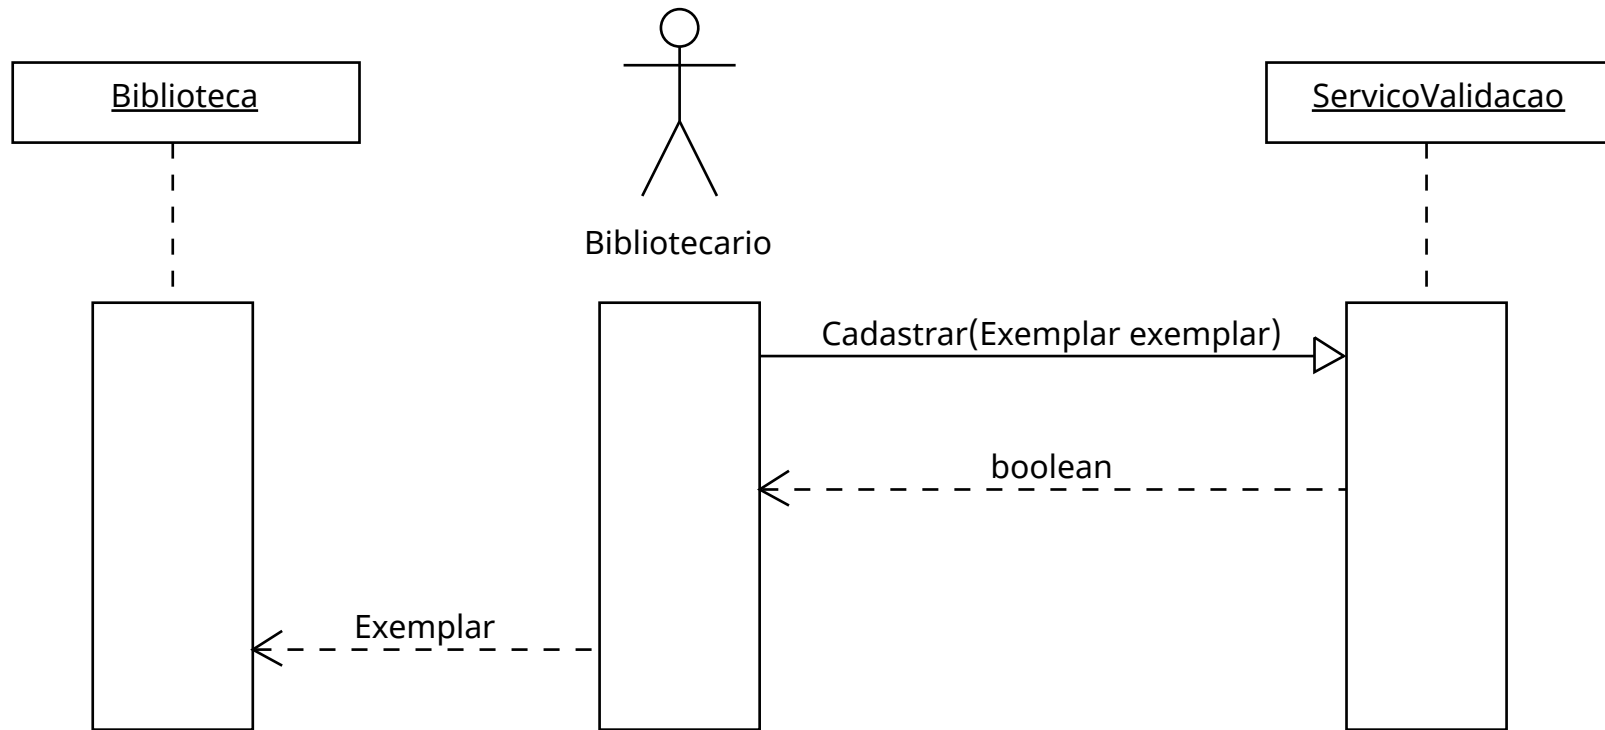 Biblioteca
ServicoValidacao
Bibliotecario
Cadastrar(Exemplar exemplar)
boolean
Exemplar